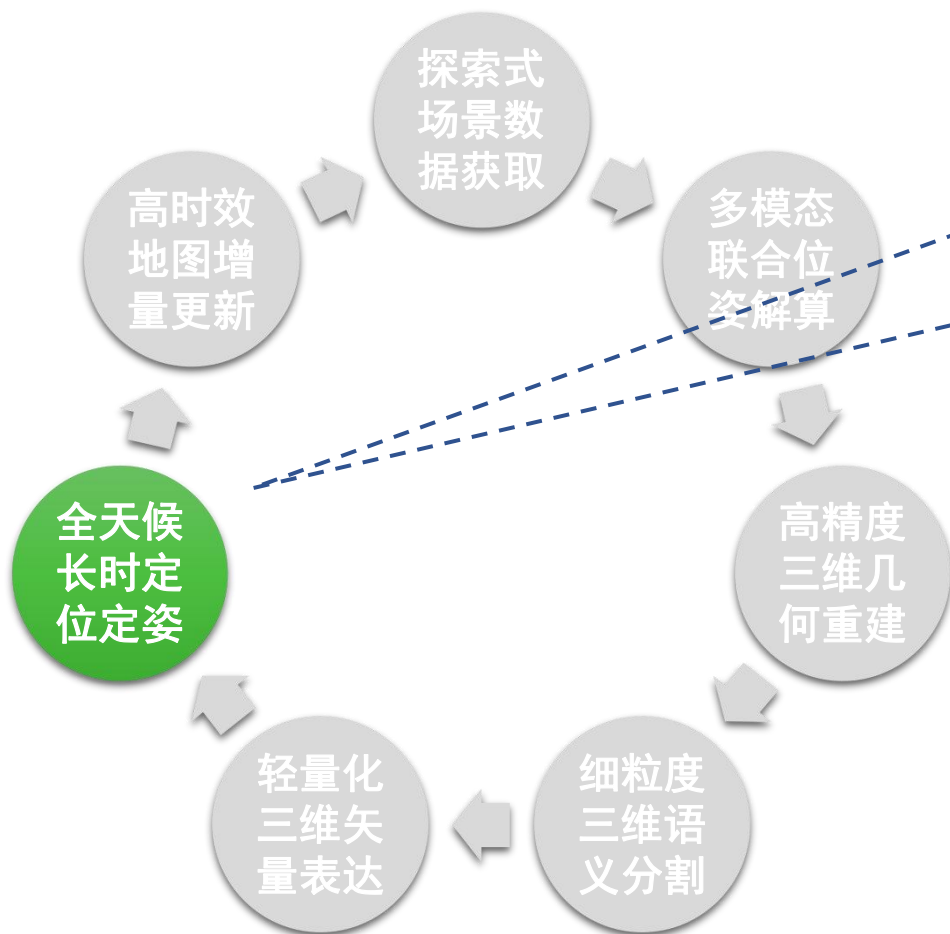 探索式
场景数
据获取
多模态
联合位
姿解算
高精度
三维几
何重建
细粒度
三维语
义分割
轻量化
三维矢
量表达
全天候
长时定
位定姿
高时效
地图增
量更新